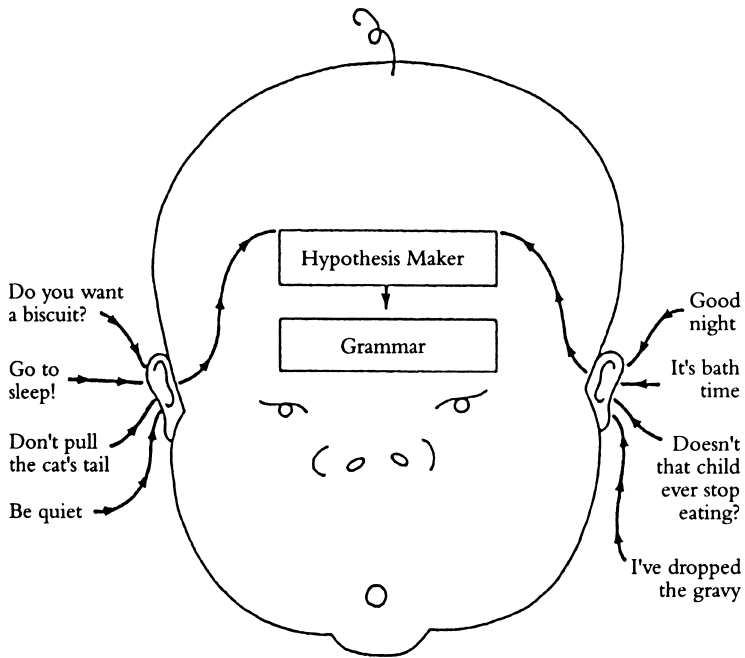 Hypothesis Maker
Grammar
Do you want
a biscuit?
Go to
sleep!
Don't pull
the cat's tail
Be quiet
Good
night
It's bath
time
Doesn't
that child
ever stop
eating?
I've dropped
the gravy